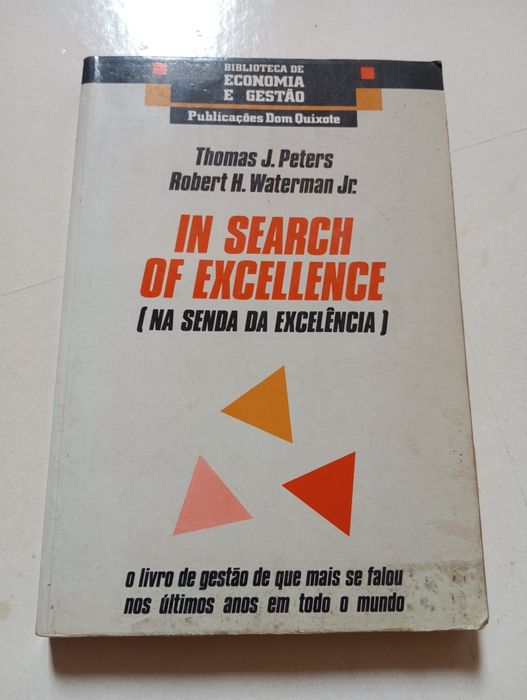 BIBLIOTECA DE
ECONOMIA
E GESTÃO
Publicações Dom Quixote
Thomas J. Peters
Robert H. Waterman Jr.
IN SEARCH
OF EXCELLENCE
( NA SENDA DA EXCELÊNCIA )
o livro de gestão de que mais se falou
nos últimos anos em todo o mundo